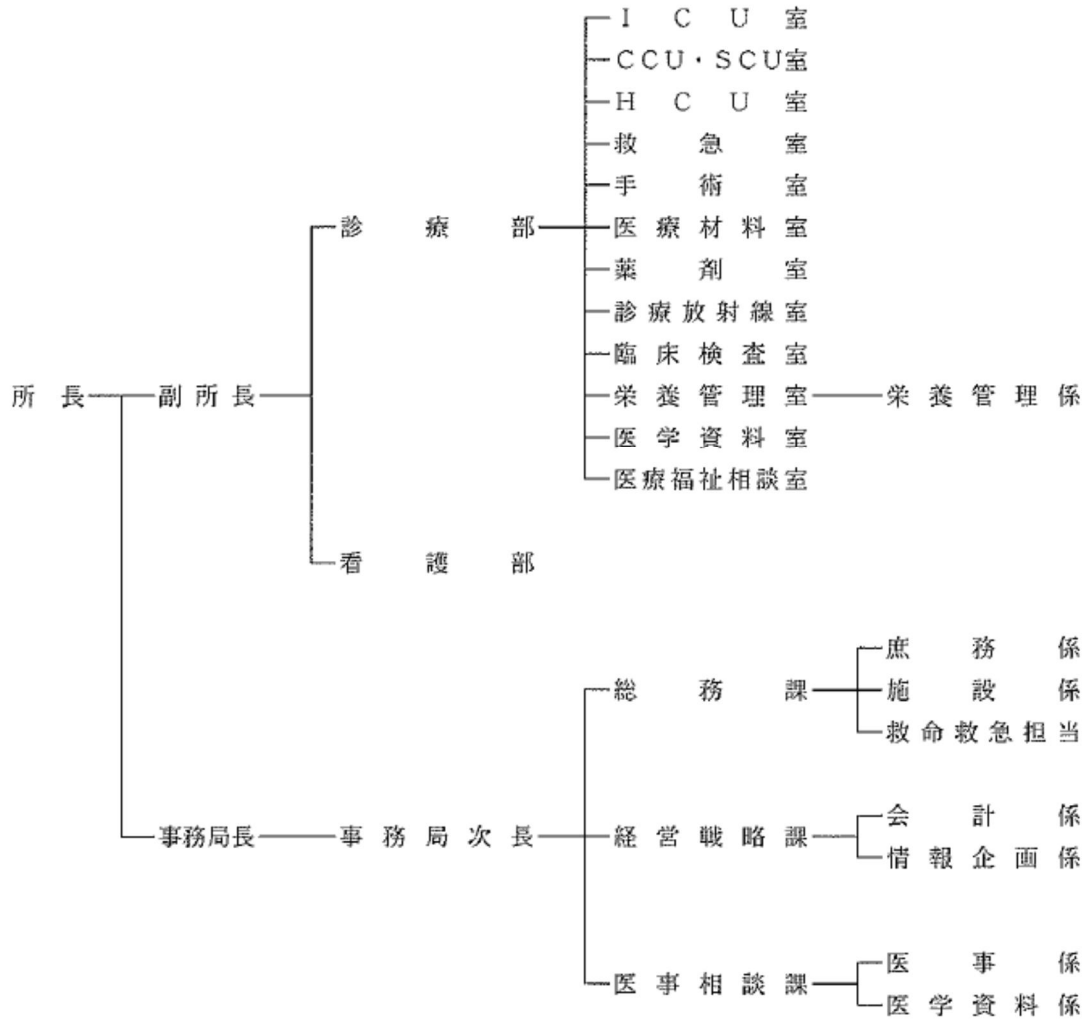 ICU室
CCU・SCU室
HCU室
救急室
手術室
診療部 医療材料室
薬剤室
診療放射線室
臨床検査室
所長 副所長 栄養管理室 栄養管理係
医学資料室
医療福祉相談室
看護部
庶務係
総務課 施設係
救命救急担当
会計係
事務局長 事務局次長 経営戦略課
情報企画係
医事係
医事相談課
医学資料係